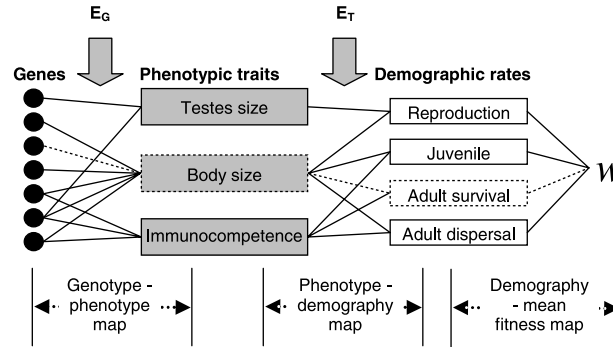 E_G
E_T
Genes
Phenotypic traits
Demographic rates
Testes size
Reproduction
Juvenile
Body size
W
Adult survival
Immunocompetence
Adult dispersal
Genotype -
phenotype
map
Phenotype -
demography
map
Demography
- mean
fitness map